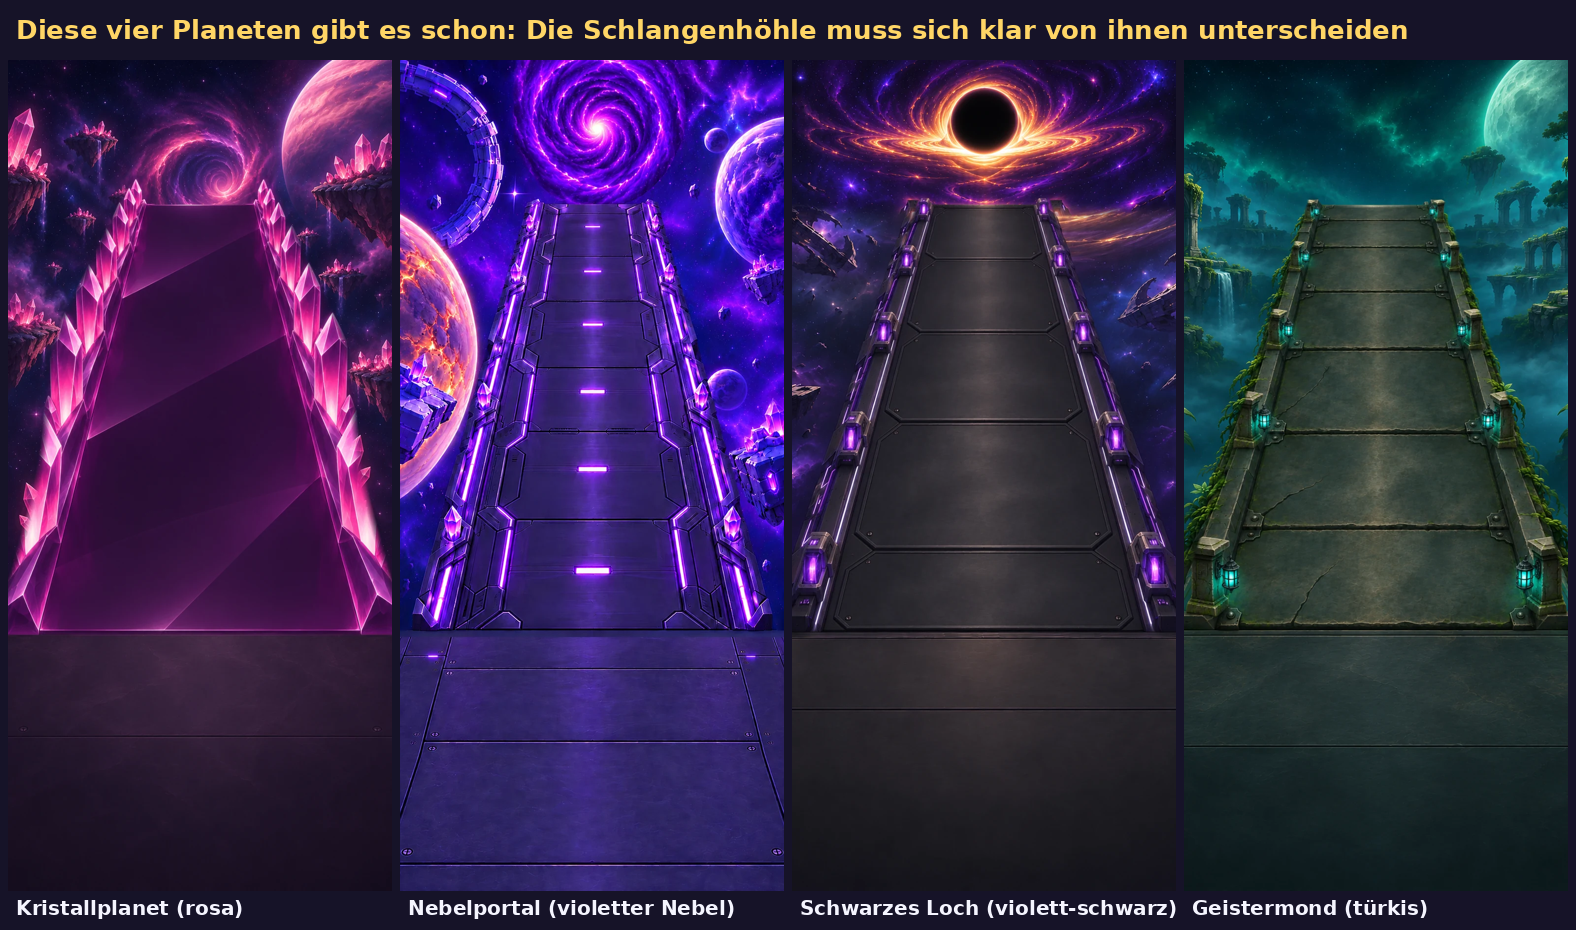 Diese vier Planeten gibt es schon: Die Schlangenhöhle muss sich klar von ihnen unterscheiden
Kristallplanet (rosa)
Nebelportal (violetter Nebel)
Schwarzes Loch (violett-schwarz)
Geistermond (türkis)